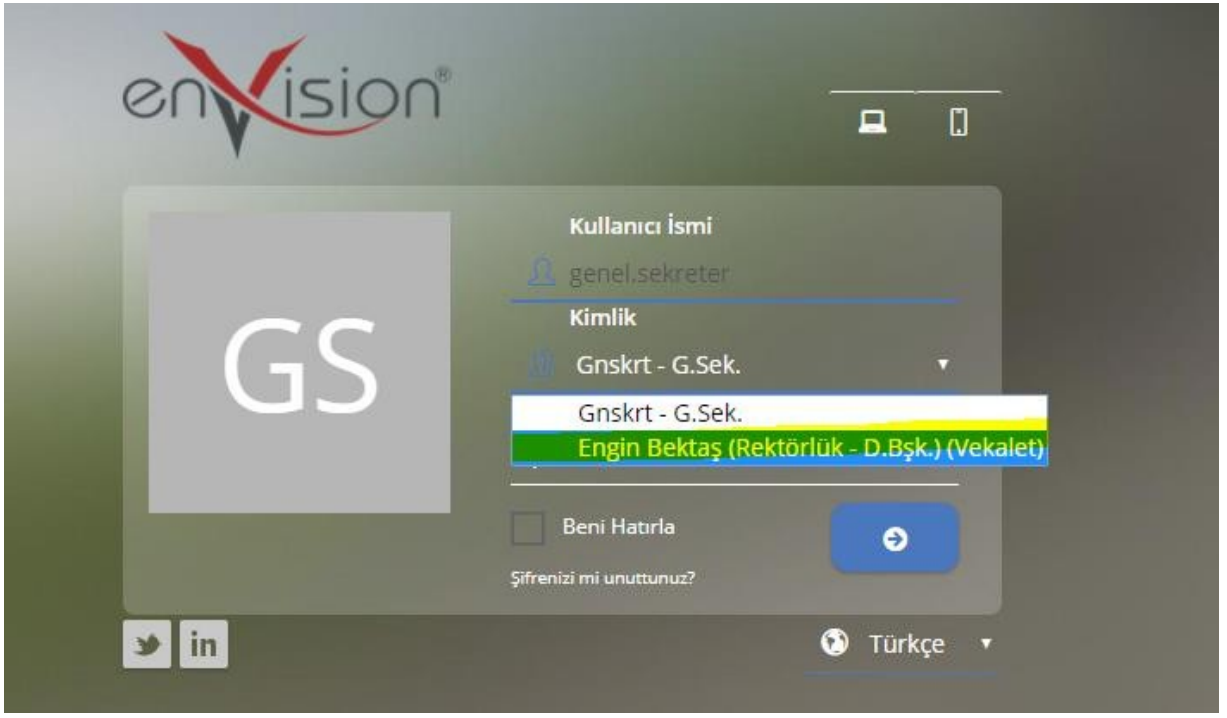 enVision®
Kullanıcı İsmi
GS
genel.sekreter
Kimlik
Gnskrt - G.Sek.
Gnskrt - G.Sek.
Engin Bektaş (Rektörlük - D.Bşk.) (Vekalet)
Beni Hatırla
Şifrenizi mi unuttunuz?
in
Türkçe